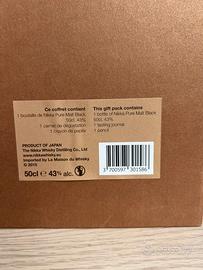 Ce coffret contient
1 bouteille de Nikka Pure Malt Black
50cl, 43%
1 carnet de dégustation
1 crayon de papier
This gift pack contains
1 bottle of Nikka Pure Malt Black
50cl, 43%
1 tasting journal
1 pencil
PRODUCT OF JAPAN
The Nikka Whisky Distilling Co., Ltd
www.nikkawhisky.eu
Imported by La Maison du Whisky
© 2015
50cl e 43% alc.
3 700597 301586